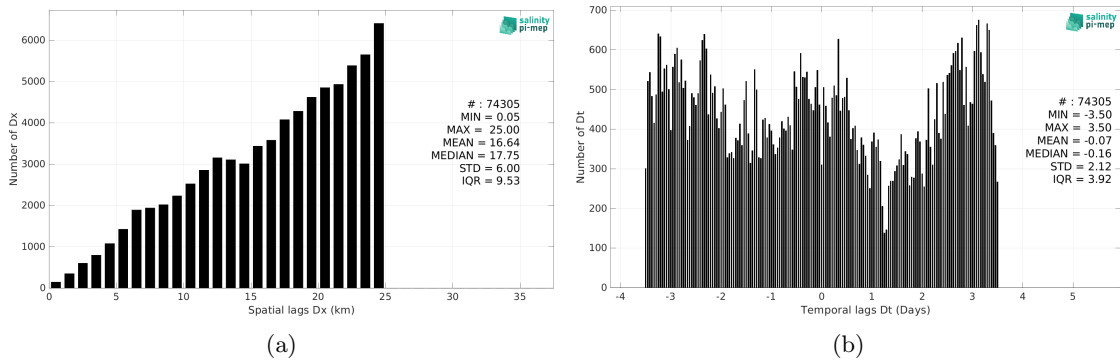 6000
5000
4000
3000
2000
1000
0
0
5
10
15
20
25
30
35
Number of Dx
Spatial lags Dx (km)
salinity
pi-mep
# : 74305
MIN = 0.05
MAX = 25.00
MEAN = 16.64
MEDIAN = 17.75
STD = 6.00
IQR = 9.53
(a)
700
600
500
400
300
200
100
0
-4
-3
-2
-1
0
1
2
3
4
5
Number of Dt
Temporal lags Dt (Days)
salinity
pi-mep
# : 74305
MIN = -3.50
MAX = 3.50
MEAN = -0.07
MEDIAN = -0.16
STD = 2.12
IQR = 3.92
(b)